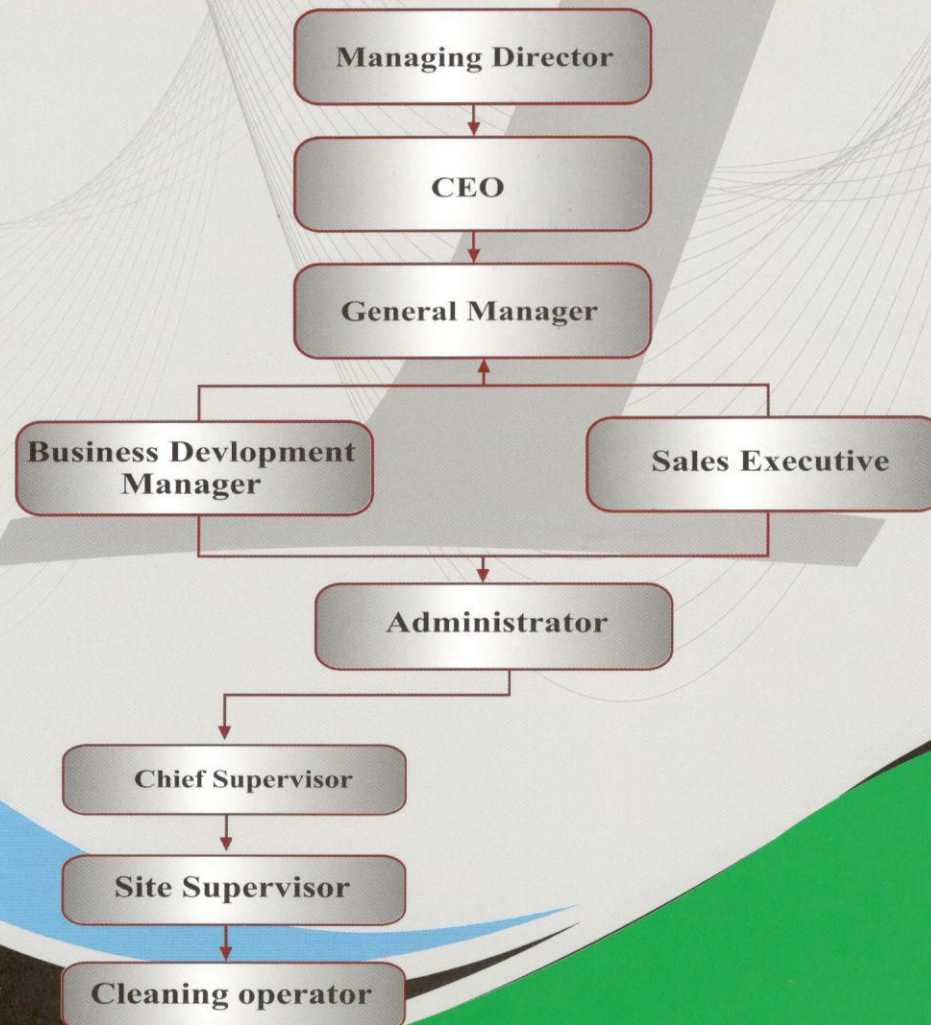 Managing Director
CEO
General Manager
Business Devlopment
Manager
Sales Executive
Administrator
Chief Supervisor
Site Supervisor
Cleaning operator